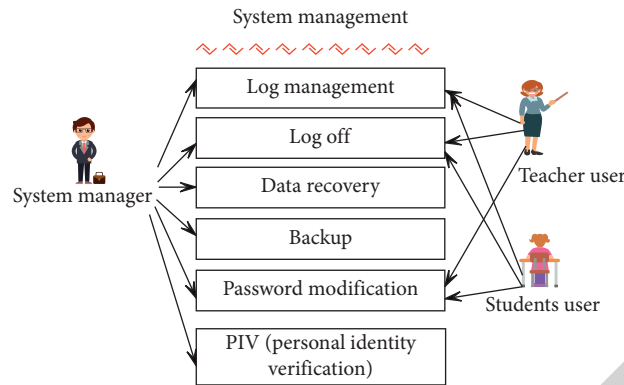 System management
Log management
Log off
Data recovery
Backup
Password modification
PIV (personal identity
verification)
System manager
Teacher user
Students user